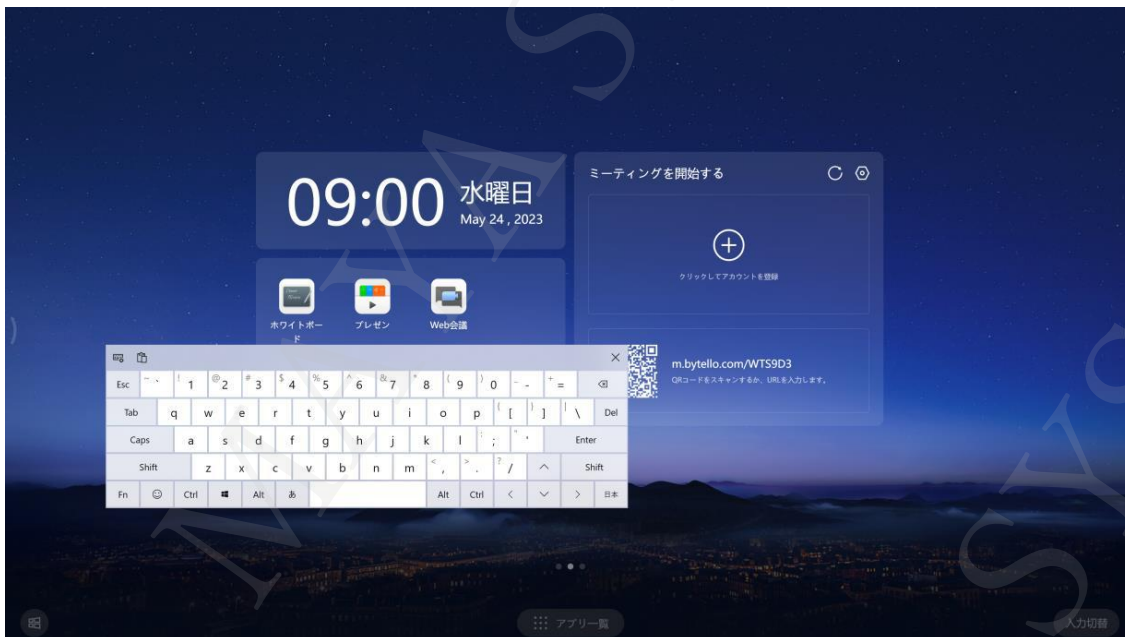 ミーティングを開始する
09:00
水曜日
May 24 , 2023
クリックしてアカウントを登録
ホワイトボー
ド
プレゼン
Web会議
m.bytello.com/WTS9D3
QRコードをスキャンするか、URLを入力します。
Esc ~ ` ! 1 @ 2 # 3 $ 4 % 5 ^ 6 & 7 * 8 ( 9 ) 0 _ - + =
Tab q w e r t y u i o p { [ } ] | \ Del
Caps a s d f g h j k l : ; " ' Enter
Shift z x c v b n m < , > . ? / Shift
Fn Ctrl Alt あ Alt Ctrl 日本
アプリ一覧
入力切替
MAYA SYS